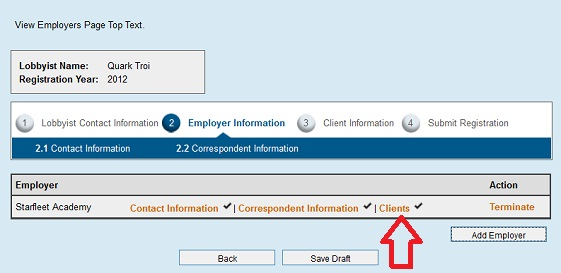 View Employers Page Top Text.
Lobbyist Name: Quark Troi
Registration Year: 2012
1 Lobbyist Contact Information 2 Employer Information 3 Client Information 4 Submit Registration
2.1 Contact Information 2.2 Correspondent Information
Employer Action
Starfleet Academy Contact Information ✔ | Correspondent Information ✔ | Clients ✔ Terminate
Add Employer
Back Save Draft